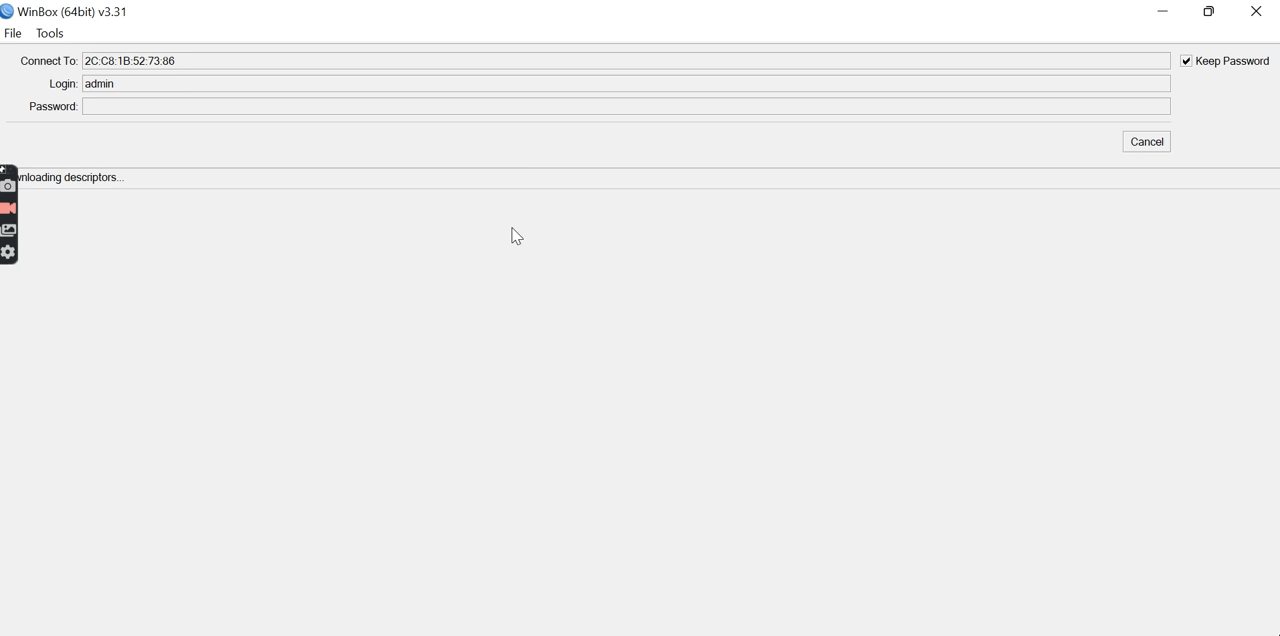 WinBox (64bit) v3.31
File Tools
Connect To: 2C:C8:1B:52:73:86 Keep Password
Login: admin
Password:
Cancel
wnloading descriptors...